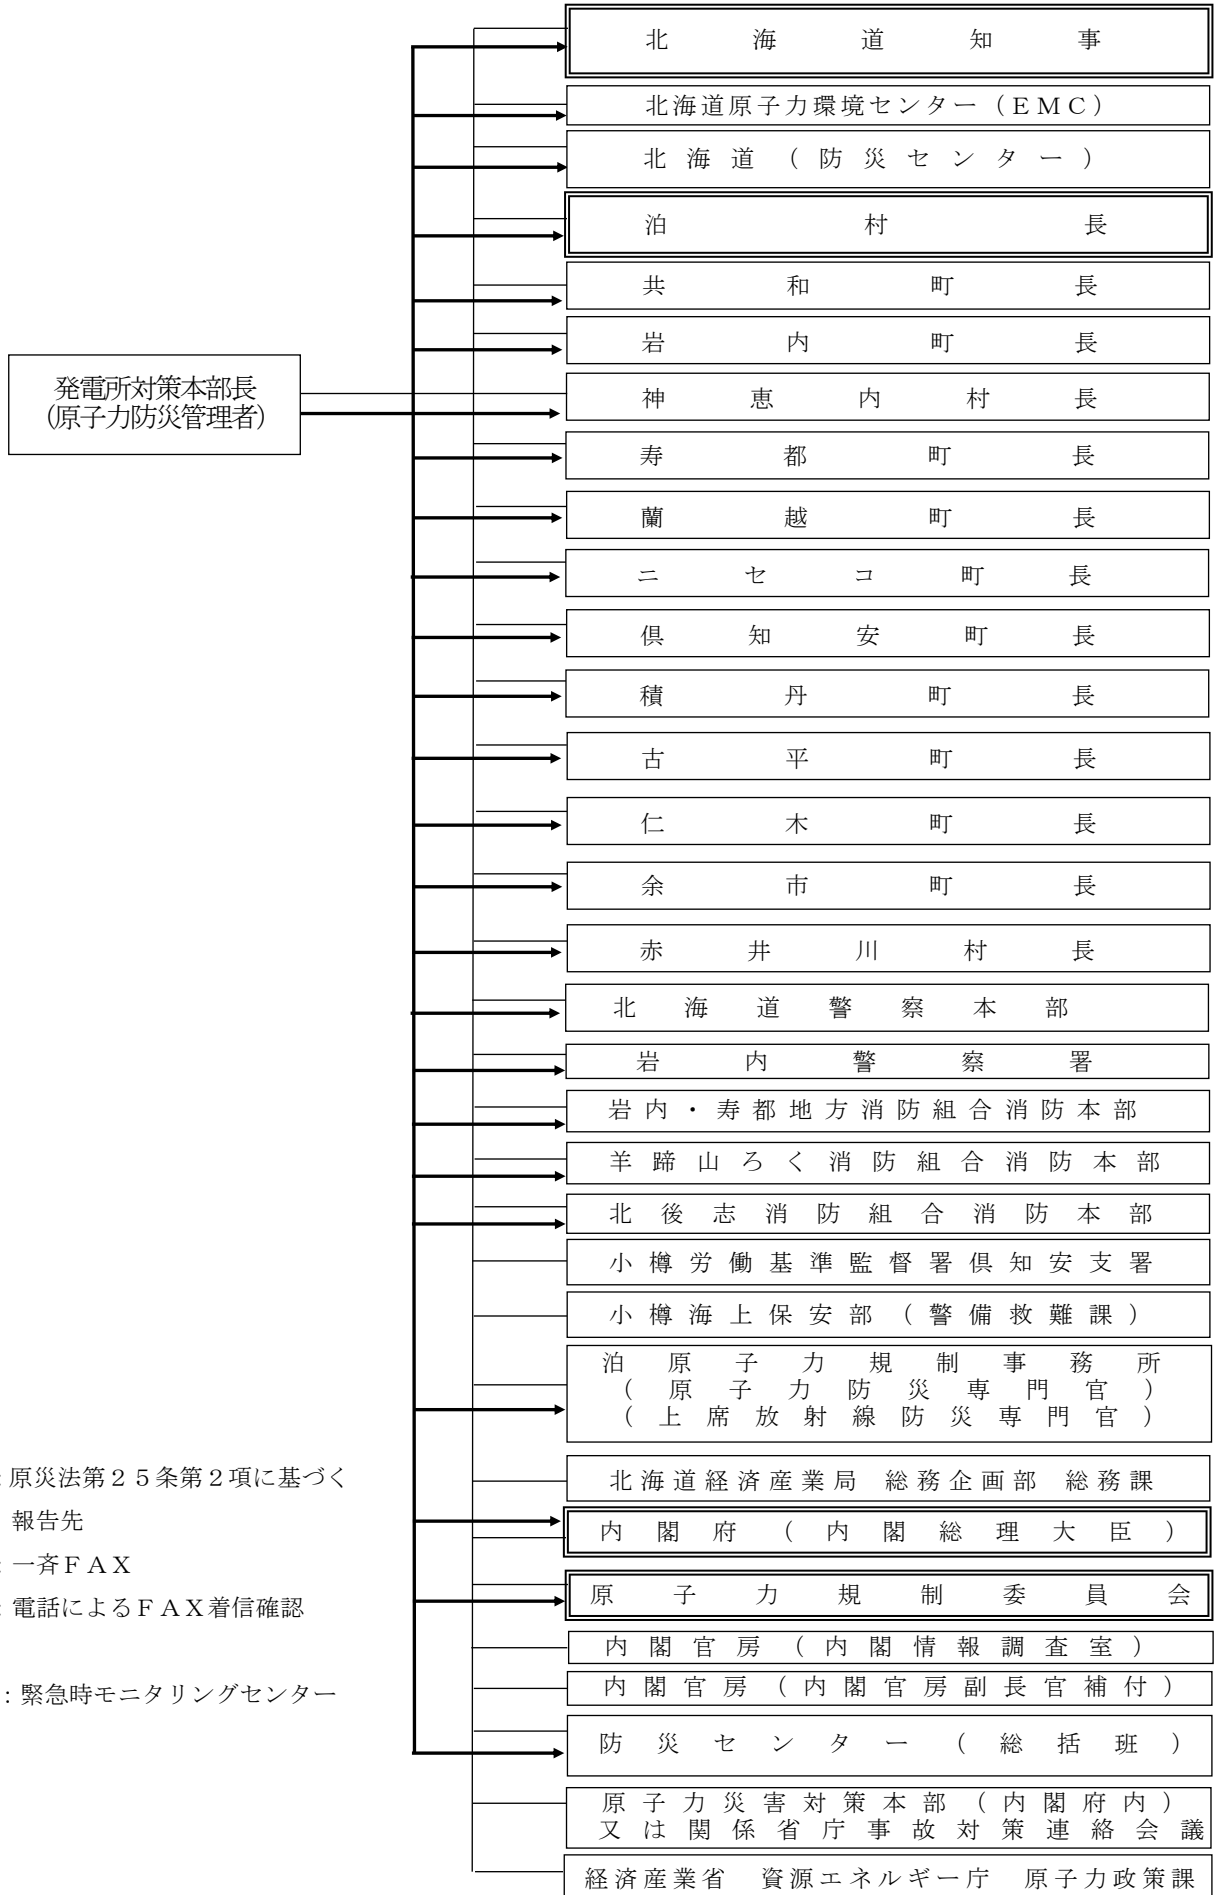 北海道知事
北海道原子力環境センター（ＥＭＣ）
北海道（防災センター）
泊村長
共和町長
岩内町長
発電所対策本部長
（原子力防災管理者）
神恵内村長
寿都町長
蘭越町長
ニセコ町長
倶知安町長
積丹町長
古平町長
仁木町長
余市町長
赤井川村長
北海道警察本部
岩内警察署
岩内・寿都地方消防組合消防本部
羊蹄山ろく消防組合消防本部
北後志消防組合消防本部
小樽労働基準監督署倶知安支署
小樽海上保安部（警備救難課）
泊原子力規制事務所
（原子力防災専門官）
（上席放射線防災専門官）
北海道経済産業局　総務企画部　総務課
内閣府（内閣総理大臣）
原子力規制委員会
内閣官房（内閣情報調査室）
内閣官房（内閣官房副長官補付）
防災センター（総括班）
原子力災害対策本部（内閣府内）
又は関係省庁事故対策連絡会議
経済産業省　資源エネルギー庁　原子力政策課
：原災法第２５条第２項に基づく
報告先
：一斉ＦＡＸ
：電話によるＦＡＸ着信確認
：緊急時モニタリングセンター